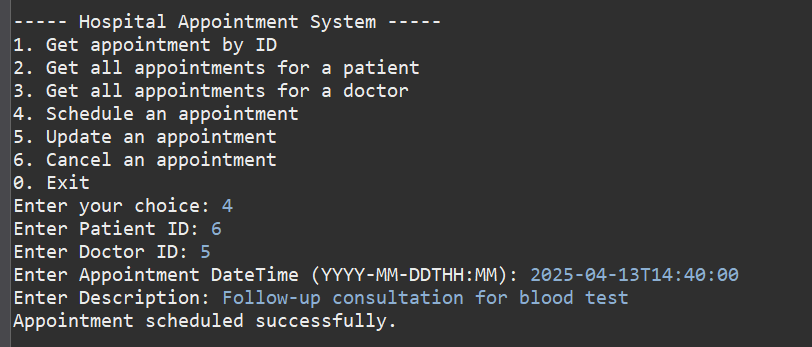 ----- Hospital Appointment System -----
1. Get appointment by ID
2. Get all appointments for a patient
3. Get all appointments for a doctor
4. Schedule an appointment
5. Update an appointment
6. Cancel an appointment
0. Exit
Enter your choice: 4
Enter Patient ID: 6
Enter Doctor ID: 5
Enter Appointment DateTime (YYYY-MM-DDTHH:MM): 2025-04-13T14:40:00
Enter Description: Follow-up consultation for blood test
Appointment scheduled successfully.